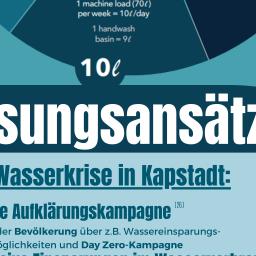 1 machine load (70ℓ)
per week = 10ℓ/day
1 handwash
basin = 9ℓ
10ℓ
sungsansätz
Wasserkrise in Kapstadt:
e Aufklärungskampagne [26]
der Bevölkerung über z.B. Wassereinsparungs-
öglichkeiten und Day Zero-Kampagne